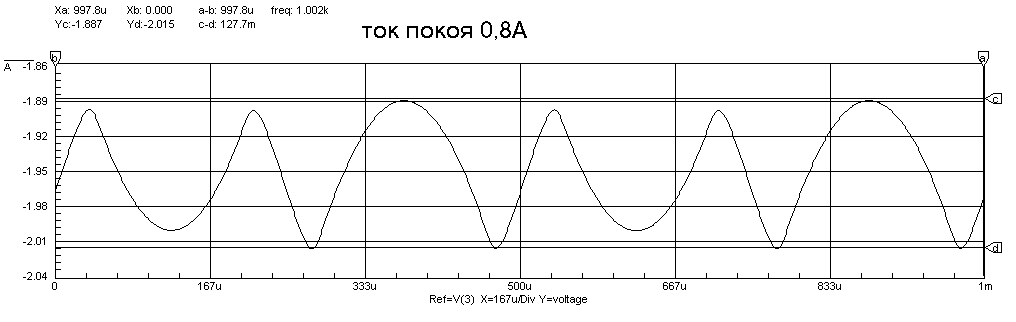 Xa: 997.8u Xb: 0.000 a-b: 997.8u freq: 1.002k
Yc:-1.887 Yd:-2.015 c-d: 127.7m
ток покоя 0,8А
b a
A -1.86
-1.89 c
-1.92
-1.95
-1.98
-2.01 d
-2.04
0 167u 333u 500u 667u 833u 1m
Ref=V(3) X=167u/Div Y=voltage